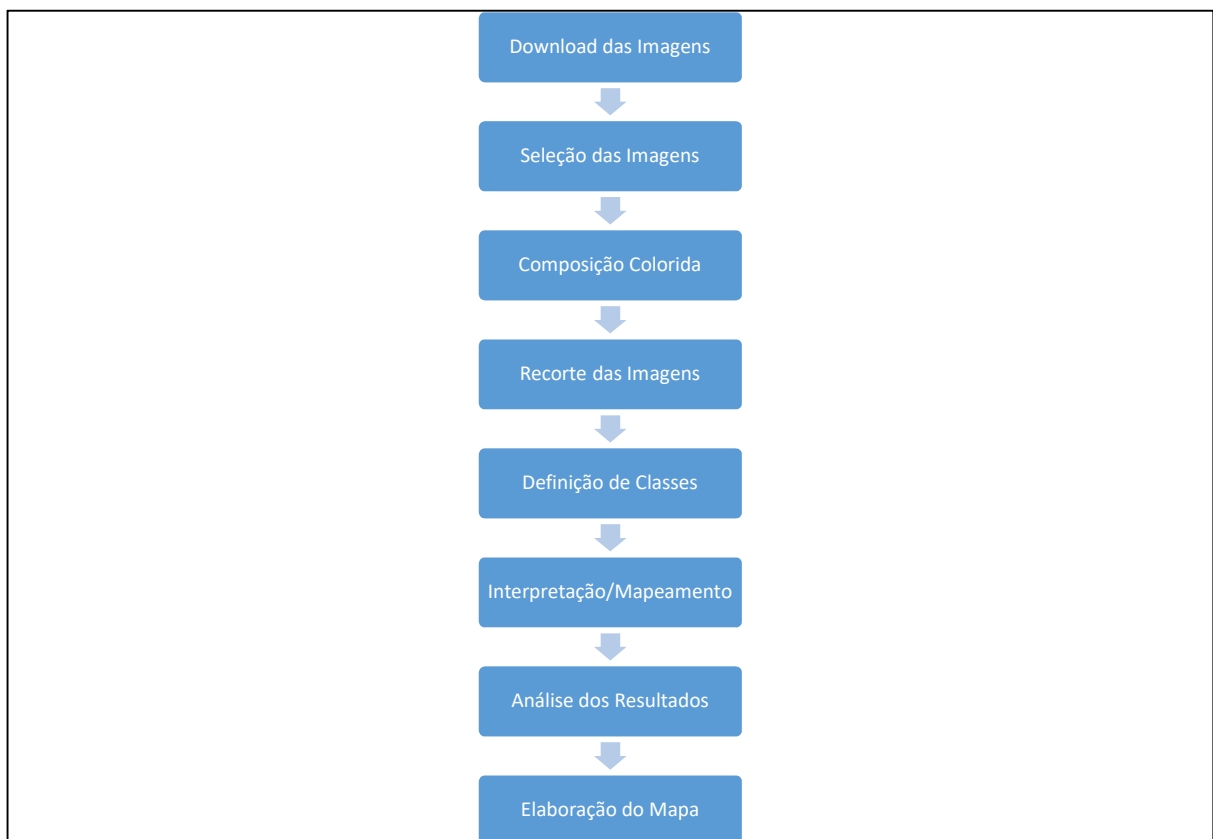 Download das Imagens
Seleção das Imagens
Composição Colorida
Recorte das Imagens
Definição de Classes
Interpretação/Mapeamento
Análise dos Resultados
Elaboração do Mapa